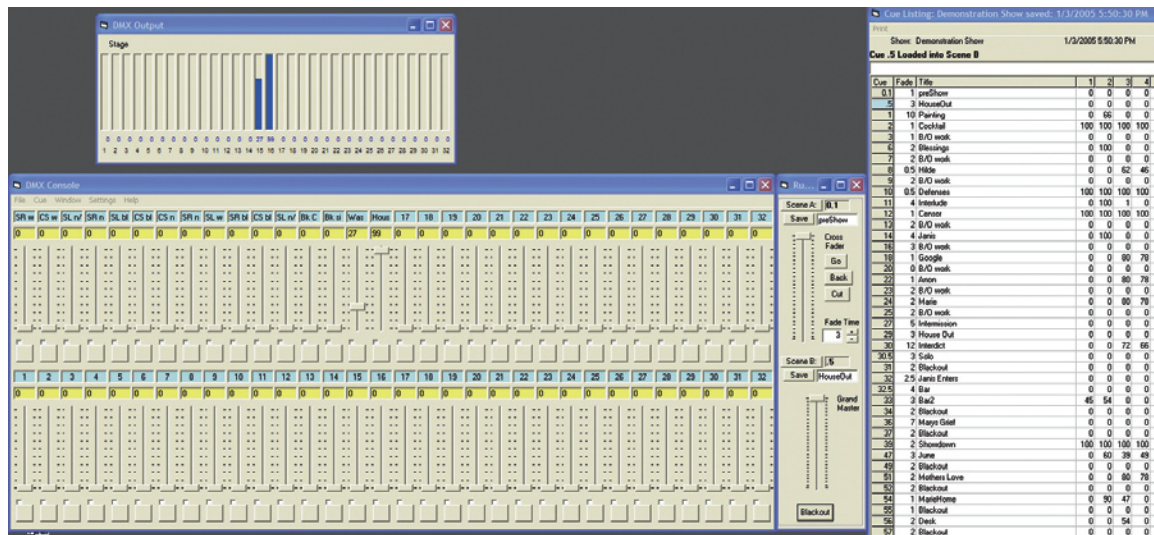 DMX Output
Stage
0 0 0 0 0 0 0 0 0 0 0 0 0 0 27 99 0 0 0 0 0 0 0 0 0 0 0 0 0 0 0 0
1 2 3 4 5 6 7 8 9 10 11 12 13 14 15 16 17 18 19 20 21 22 23 24 25 26 27 28 29 30 31 32
DMX Console
File Cue Window Settings Help
SR w CS w SL n/ SR n SL bl CS bl CS n SR n SL w SR bl CS bl SL n/ Bk C Bk si Was Hous 17 18 19 20 21 22 23 24 25 26 27 28 29 30 31 32
0 0 0 0 0 0 0 0 0 0 0 0 0 0 27 99 0 0 0 0 0 0 0 0 0 0 0 0 0 0 0 0
1 2 3 4 5 6 7 8 9 10 11 12 13 14 15 16 17 18 19 20 21 22 23 24 25 26 27 28 29 30 31 32
0 0 0 0 0 0 0 0 0 0 0 0 0 0 0 0 0 0 0 0 0 0 0 0 0 0 0 0 0 0 0 0
Ru...
Scene A: 0.1
Save preShow
Cross
Fader
Go
Back
Cut
Fade Time
3
Scene B: .5
Save HouseOut
Grand
Master
Blackout
Cue Listing: Demonstration Show saved: 1/3/2005 5:50:30 PM
Print
Show: Demonstration Show 1/3/2005 5:50:30 PM
Cue .5 Loaded into Scene B
Cue Fade Title 1 2 3 4
0.1 1 preShow 0 0 0 0
.5 3 HouseOut 0 0 0 0
1 10 Painting 0 66 0 0
2 1 Cocktail 100 100 100 100
3 1 B/O work 0 0 0 0
6 2 Blessings 0 100 0 0
7 2 B/O work 0 0 0 0
8 0.5 Hilde 0 0 62 46
9 2 B/O work 0 0 0 0
10 0.5 Defenses 100 100 100 100
11 4 Interlude 0 100 1 0
12 1 Censor 100 100 100 100
13 2 B/O work 0 0 0 0
14 4 Janis 0 100 0 0
16 3 B/O work 0 0 0 0
18 1 Google 0 0 80 78
20 0 B/O work 0 0 0 0
22 1 Anon 0 0 80 78
23 2 B/O work 0 0 0 0
24 2 Marie 0 0 80 78
25 2 B/O work 0 0 0 0
27 5 Intermission 0 0 0 0
29 3 House Out 0 0 0 0
30 12 Interdict 0 0 72 66
30.5 3 Solo 0 0 0 0
31 2 Blackout 0 0 0 0
32 2.5 Janis Enters 0 0 0 0
32.5 4 Bar 0 0 0 0
33 3 Bar2 45 54 0 0
34 2 Blackout 0 0 0 0
36 7 Marys Grief 0 0 0 0
37 2 Blackout 0 0 0 0
39 2 Showdown 100 100 100 100
47 3 June 0 60 39 49
49 2 Blackout 0 0 0 0
51 2 Mothers Love 0 0 80 78
52 2 Blackout 0 0 0 0
54 1 MarieHome 0 90 47 0
55 1 Blackout 0 0 0 0
56 2 Desk 0 0 54 0
57 2 Blackout 0 0 0 0